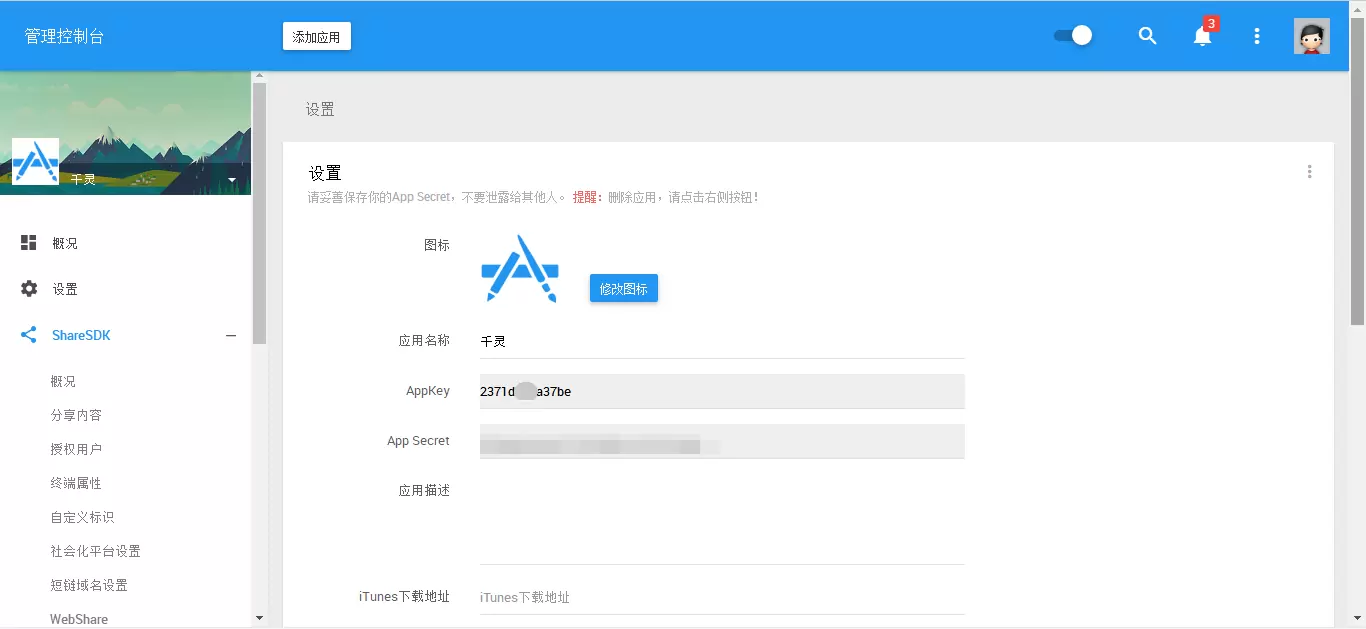 管理控制台
添加应用
3
千灵
概况
设置
ShareSDK
概况
分享内容
授权用户
终端属性
自定义标识
社会化平台设置
短链域名设置
WebShare
设置
设置
请妥善保存你的App Secret，不要泄露给其他人。 提醒：删除应用，请点击右侧按钮！
图标
修改图标
应用名称 千灵
AppKey 2371d a37be
App Secret
应用描述
iTunes下载地址 iTunes下载地址